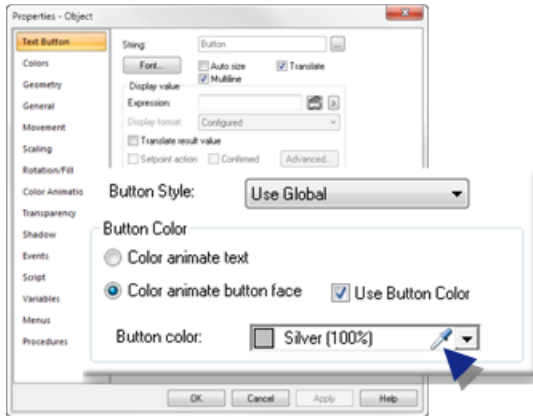 Properties - Object
Text Button
Colors
Geometry
General
Movement
Scaling
Rotation/Fill
Color Animatio
Transparency
Shadow
Events
Script
Variables
Menus
Procedures
String: Button ...
Font... Auto size Translate
Multiline
Display value
Expression: >
Display format: Configured
Translate result value
Setpoint action Confirmed Advanced...
Button Style: Use Global
Button Color
Color animate text
Color animate button face Use Button Color
Button color: Silver (100%)
OK Cancel Apply Help